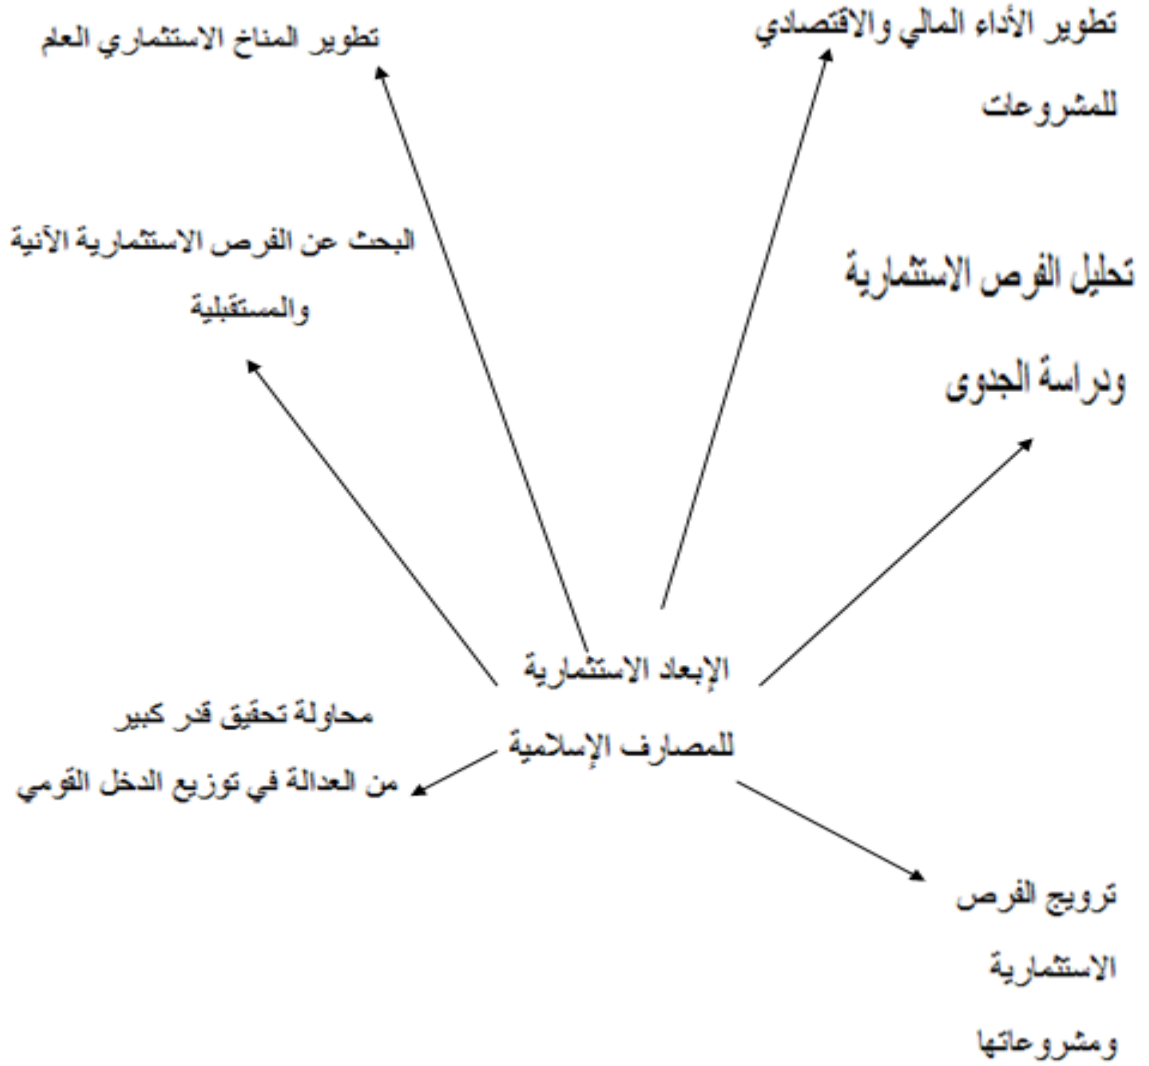 تطوير الأداء المالي والاقتصادي
للمشروعات
تطوير المناخ الاستثماري العام
البحث عن الفرص الاستثمارية الآنية
والمستقبلية
تحليل الفرص الاستثمارية
ودراسة الجدوى
الإبعاد الاستثمارية
للمصارف الإسلامية
محاولة تحقيق قدر كبير
من العدالة في توزيع الدخل القومي
ترويج الفرص
الاستثمارية
ومشروعاتها